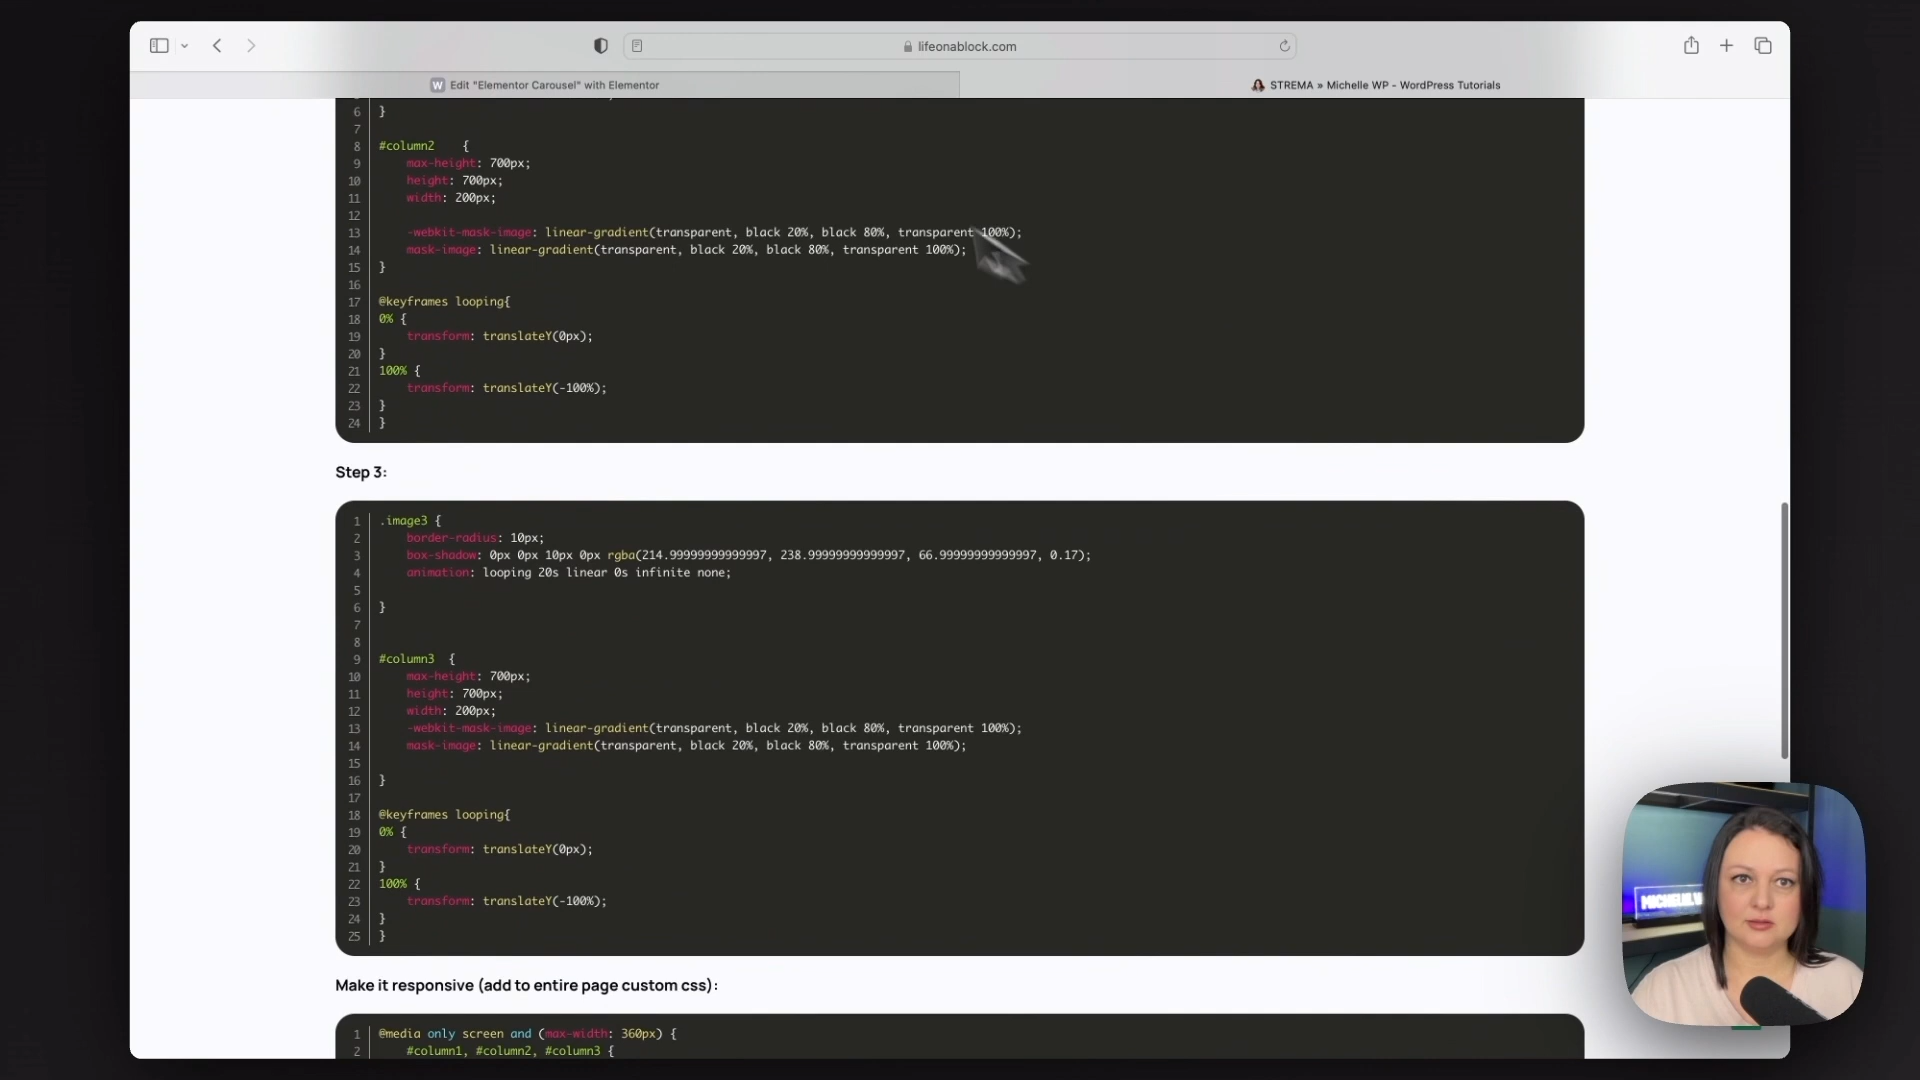 lifeonablock.com
W Edit "Elementor Carousel" with Elementor
STREMA » Michelle WP - WordPress Tutorials
6 }
7
8 #column2 {
9 max-height: 700px;
10 height: 700px;
11 width: 200px;
12
13 -webkit-mask-image: linear-gradient(transparent, black 20%, black 80%, transparent 100%);
14 mask-image: linear-gradient(transparent, black 20%, black 80%, transparent 100%);
15 }
16
17 @keyframes looping{
18 0% {
19 transform: translateY(0px);
20 }
21 100% {
22 transform: translateY(-100%);
23 }
24 }
Step 3:
1 .image3 {
2 border-radius: 10px;
3 box-shadow: 0px 0px 10px 0px rgba(214.99999999999997, 238.99999999999997, 66.99999999999997, 0.17);
4 animation: looping 20s linear 0s infinite none;
5
6 }
7
8
9 #column3 {
10 max-height: 700px;
11 height: 700px;
12 width: 200px;
13 -webkit-mask-image: linear-gradient(transparent, black 20%, black 80%, transparent 100%);
14 mask-image: linear-gradient(transparent, black 20%, black 80%, transparent 100%);
15
16 }
17
18 @keyframes looping{
19 0% {
20 transform: translateY(0px);
21 }
22 100% {
23 transform: translateY(-100%);
24 }
25 }
Make it responsive (add to entire page custom css):
1 @media only screen and (max-width: 360px) {
2 #column1, #column2, #column3 {